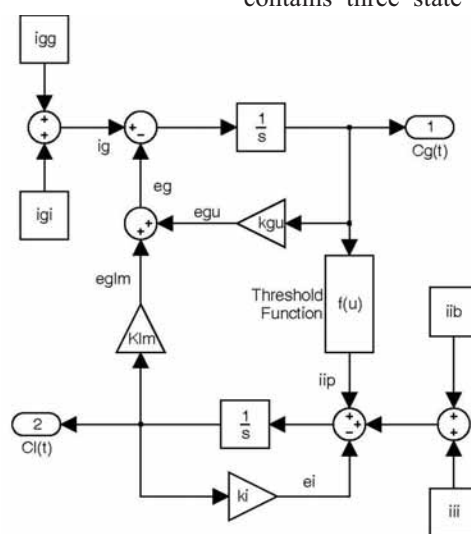 contains three state
igg
+
+
ig
-
1
s
1
Cg(t)
igi
eg
egu
kgu
+
+
eglm
Threshold
Function
f(u)
iib
Klm
iip
2
Cl(t)
1
s
+
+
-
+
+
ki
ei
iii